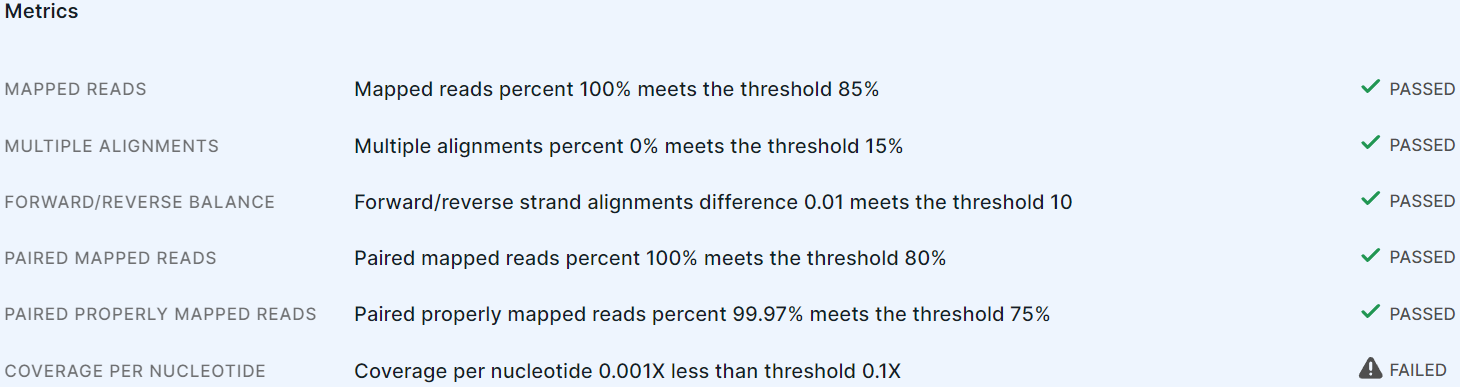 Metrics
MAPPED READS Mapped reads percent 100% meets the threshold 85% PASSED
MULTIPLE ALIGNMENTS Multiple alignments percent 0% meets the threshold 15% PASSED
FORWARD/REVERSE BALANCE Forward/reverse strand alignments difference 0.01 meets the threshold 10 PASSED
PAIRED MAPPED READS Paired mapped reads percent 100% meets the threshold 80% PASSED
PAIRED PROPERLY MAPPED READS Paired properly mapped reads percent 99.97% meets the threshold 75% PASSED
COVERAGE PER NUCLEOTIDE Coverage per nucleotide 0.001X less than threshold 0.1X FAILED